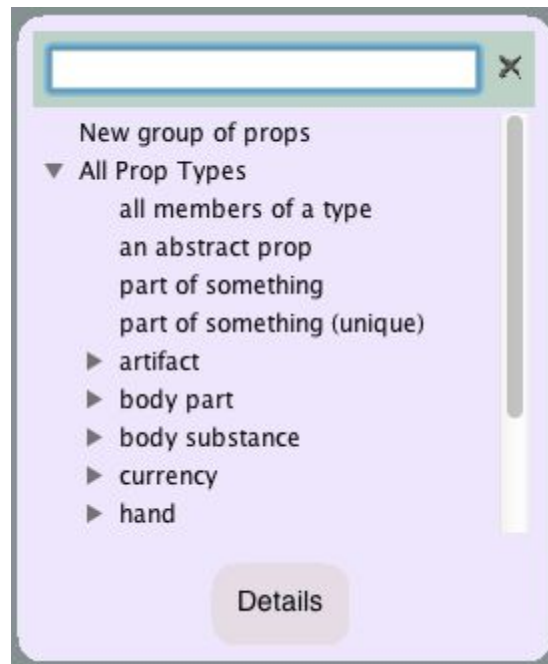 New group of props
All Prop Types
all members of a type
an abstract prop
part of something
part of something (unique)
artifact
body part
body substance
currency
hand
Details